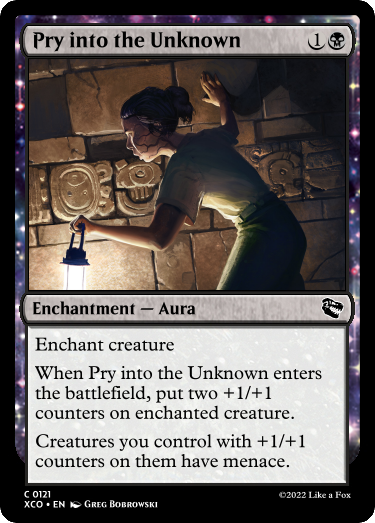 Pry into the Unknown 1
Enchantment — Aura
Enchant creature
When Pry into the Unknown enters
the battlefield, put two +1/+1
counters on enchanted creature.
Creatures you control with +1/+1
counters on them have menace.
C 0121
XCO • EN Greg Bobrowski
©2022 Like a Fox